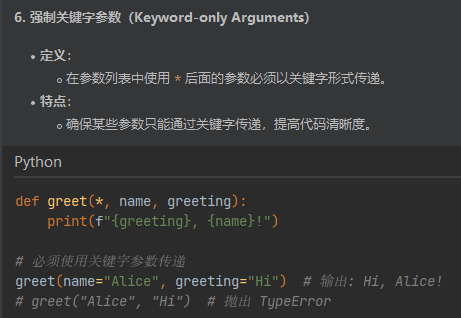 6. 强制关键字参数（Keyword-only Arguments）
• 定义：
◦ 在参数列表中使用 * 后面的参数必须以关键字形式传递。
• 特点：
◦ 确保某些参数只能通过关键字传递，提高代码清晰度。
Python
def greet(*, name, greeting):
    print(f"{greeting}, {name}!")
# 必须使用关键字参数传递
greet(name="Alice", greeting="Hi")  # 输出: Hi, Alice!
# greet("Alice", "Hi")  # 抛出 TypeError